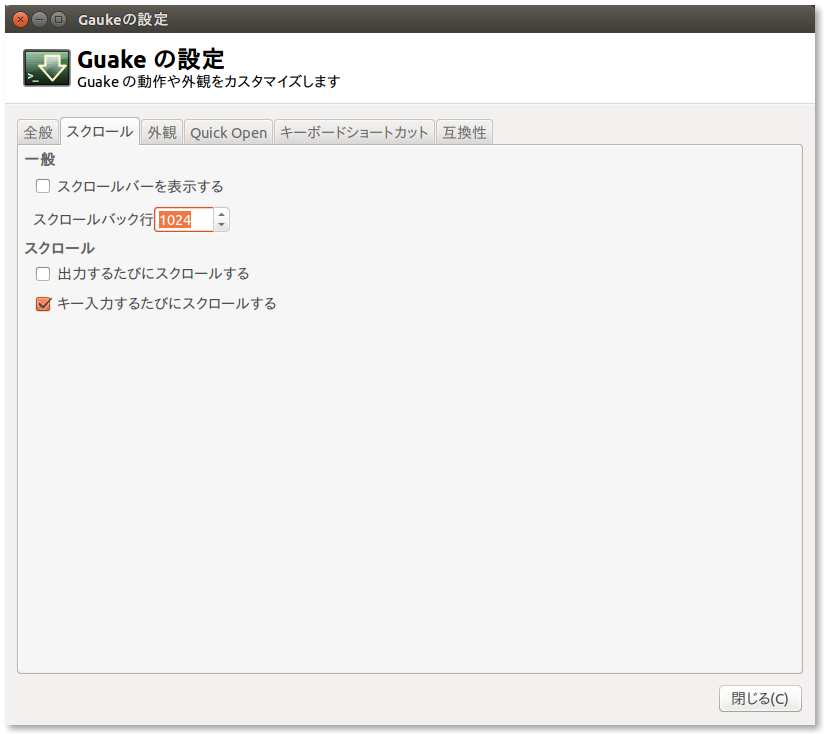 Gaukeの設定
Guake の設定
Guake の動作や外観をカスタマイズします
全般 スクロール 外観 Quick Open キーボードショートカット 互換性
一般
スクロールバーを表示する
スクロールバック行 1024
スクロール
出力するたびにスクロールする
キー入力するたびにスクロールする
閉じる(C)